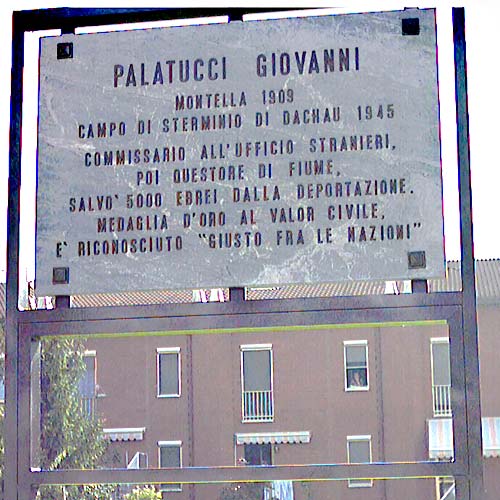 PALATUCCI GIOVANNI
MONTELLA 1909
CAMPO DI STERMINIO DI DACHAU 1945
COMMISSARIO ALL'UFFICIO STRANIERI,
POI QUESTORE DI FIUME,
SALVO' 5000 EBREI DALLA DEPORTAZIONE.
MEDAGLIA D'ORO AL VALOR CIVILE,
E' RICONOSCIUTO "GIUSTO FRA LE NAZIONI"